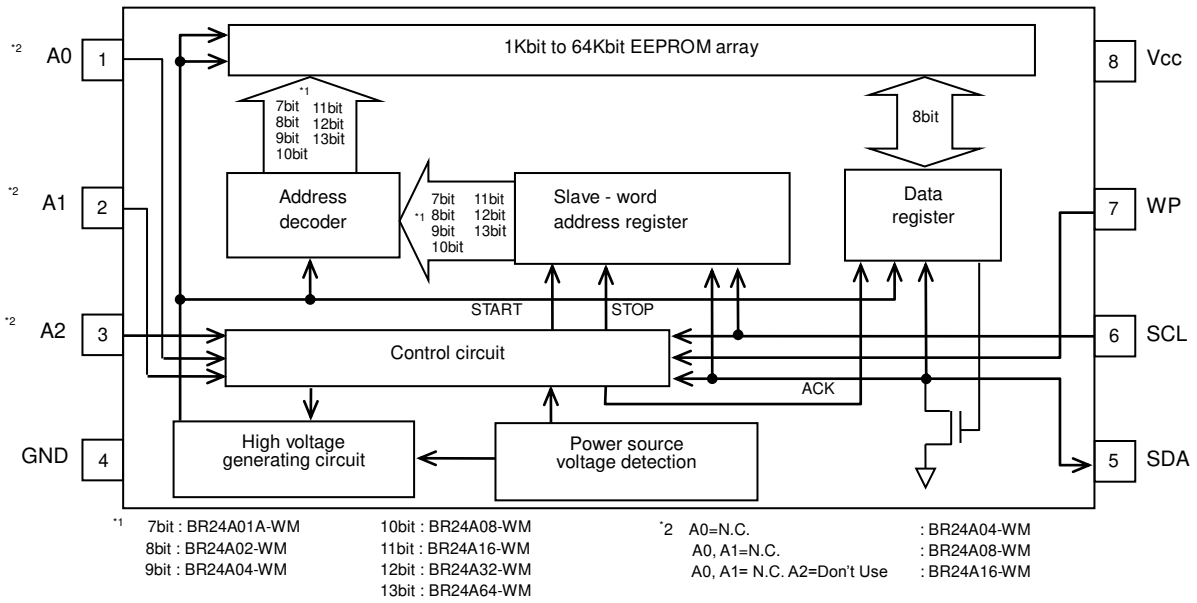 1Kbit to 64Kbit EEPROM array
*2 A0 1
8 Vcc
*1
7bit 11bit
8bit 12bit
9bit 13bit
10bit
8bit
*2 A1 2
Address
decoder
*1
7bit 11bit
8bit 12bit
9bit 13bit
10bit
Slave - word
address register
Data
register
7 WP
START
STOP
*2 A2 3
Control circuit
6 SCL
ACK
GND 4
High voltage
generating circuit
Power source
voltage detection
5 SDA
*1 7bit : BR24A01A-WM
8bit : BR24A02-WM
9bit : BR24A04-WM
10bit : BR24A08-WM
11bit : BR24A16-WM
12bit : BR24A32-WM
13bit : BR24A64-WM
*2 A0=N.C. : BR24A04-WM
A0, A1=N.C. : BR24A08-WM
A0, A1= N.C. A2=Don't Use : BR24A16-WM